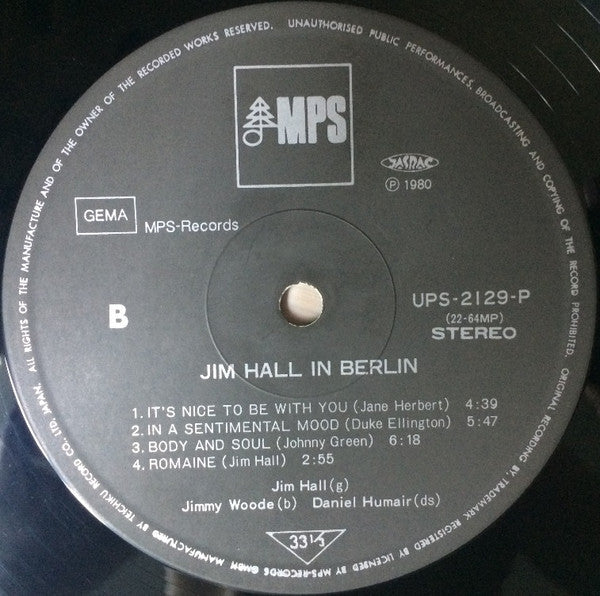 ALL RIGHTS OF THE MANUFACTURE AND OF THE OWNER OF THE RECORDED WORKS RESERVED. UNAUTHORISED PUBLIC PERFORMANCES, BROADCASTING AND COPYING OF THE RECORD PROHIBITED.
MPS
JASRAC
Ⓟ 1980
GEMA
MPS-Records
B
UPS-2129-P
(22-64MP)
STEREO
JIM HALL IN BERLIN
1. IT'S NICE TO BE WITH YOU (Jane Herbert) 4:39
2. IN A SENTIMENTAL MOOD (Duke Ellington) 5:47
3. BODY AND SOUL (Johnny Green) 6:18
4. ROMAINE (Jim Hall) 2:55
Jim Hall (g)
Jimmy Woode (b) Daniel Humair (ds)
33⅓
ORIGINAL RECORDING BY TRADEMARK REGISTERED BY LICENSED BY MPS-RECORDS GMBH. MANUFACTURED BY TEICHIKU RECORD CO., LTD. JAPAN.